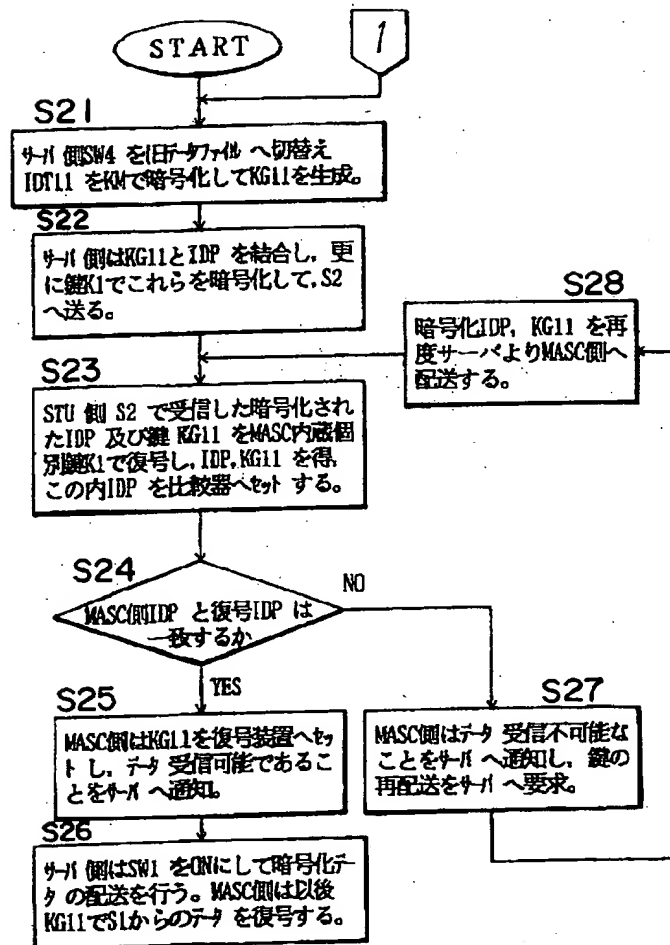 START
1
S21
サーバ 側SW4 を旧データファイル へ切替え
IDT11 をKMで暗号化してKG11を生成。
S22
サーバ 側はKG11とIDP を結合し, 更
に鍵K1でこれらを暗号化して, S2
へ送る。
S28
暗号化IDP, KG11 を再
度サーバよりMASC側へ
配送する。
S23
STU 側 S2 で受信した暗号化され
たIDP 及び鍵 KG11 をMASC内蔵個
別鍵K1で復号し, IDP, KG11 を得,
この内IDP を比較器へセット する。
S24
MASC側IDP と復号IDP は
一致するか
NO
YES
S25
MASC側はKG11を復号装置へセッ
トし, データ 受信可能であるこ
とをサーバ へ通知。
S27
MASC側はデータ 受信不可能な
ことをサーバ へ通知し, 鍵の
再配送をサーバ へ要求。
S26
サーバ 側はSW1 をONにして暗号化デー
タ の配送を行う。MASC側は以後
KG11でS1からのデータ を復号する。